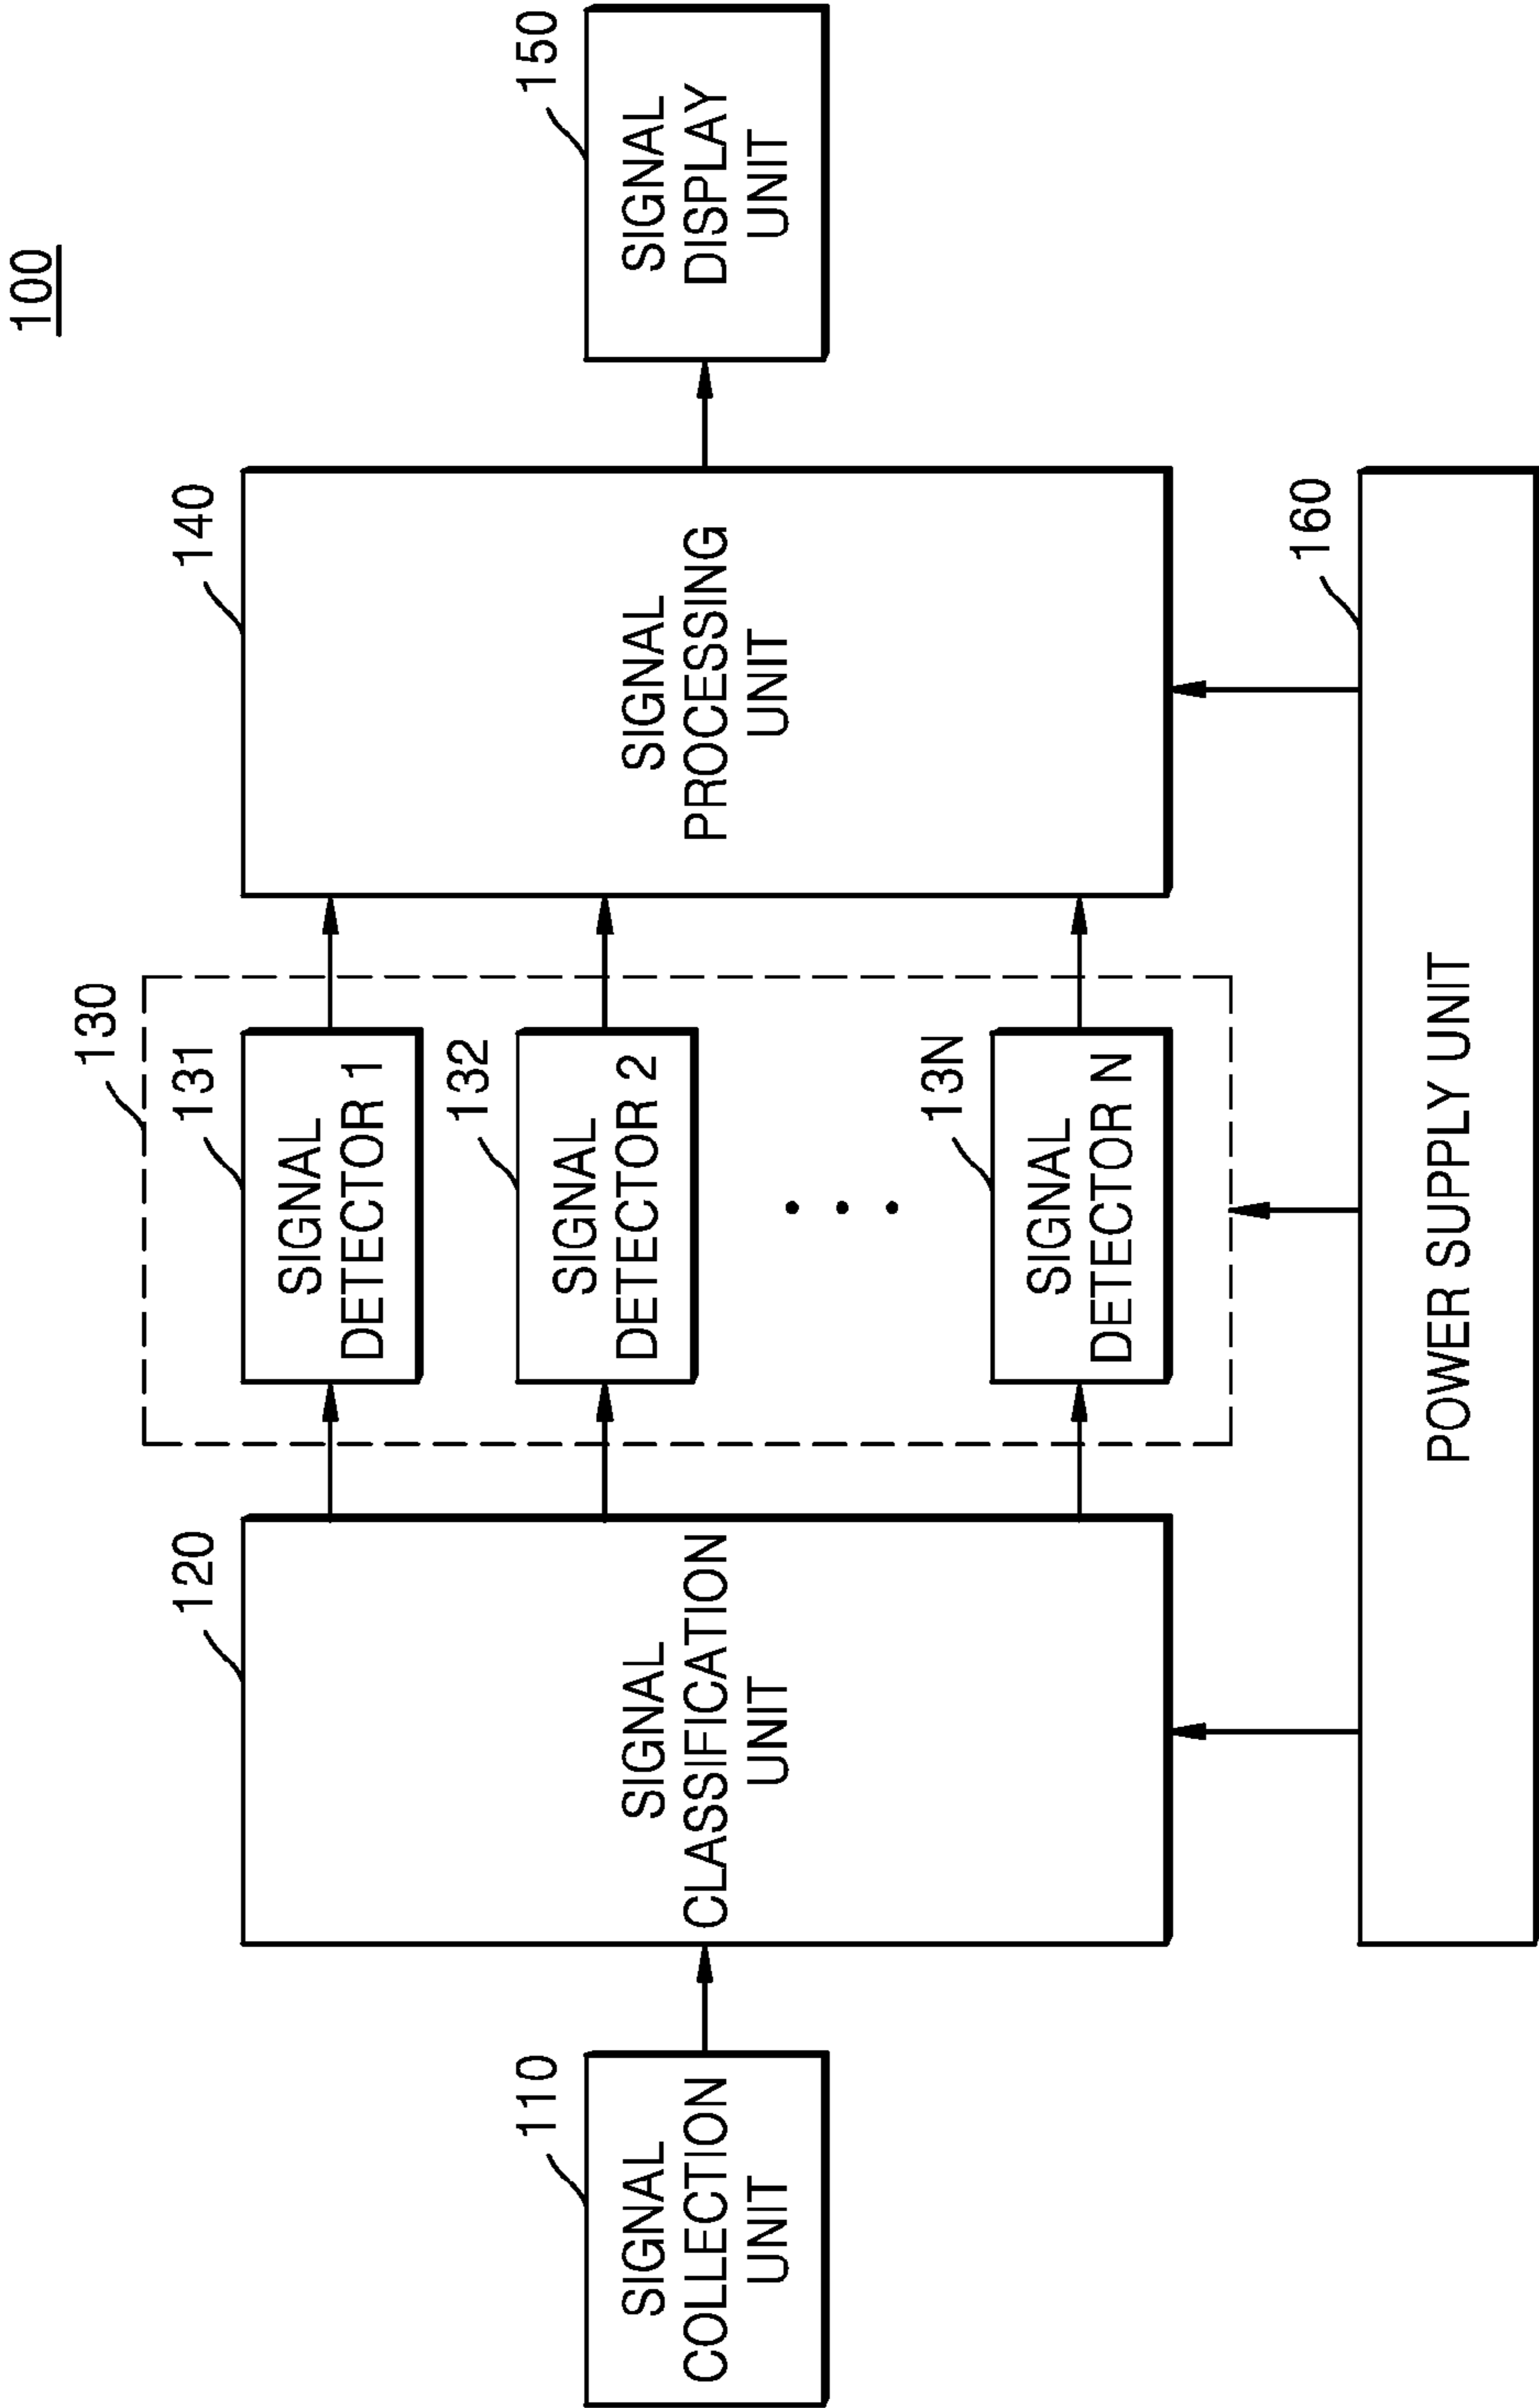 100
110
SIGNAL
COLLECTION
UNIT
120
SIGNAL
CLASSIFICATION
UNIT
130
131
SIGNAL
DETECTOR 1
132
SIGNAL
DETECTOR 2
13N
SIGNAL
DETECTOR N
140
SIGNAL
PROCESSING
UNIT
150
SIGNAL
DISPLAY
UNIT
160
POWER SUPPLY UNIT